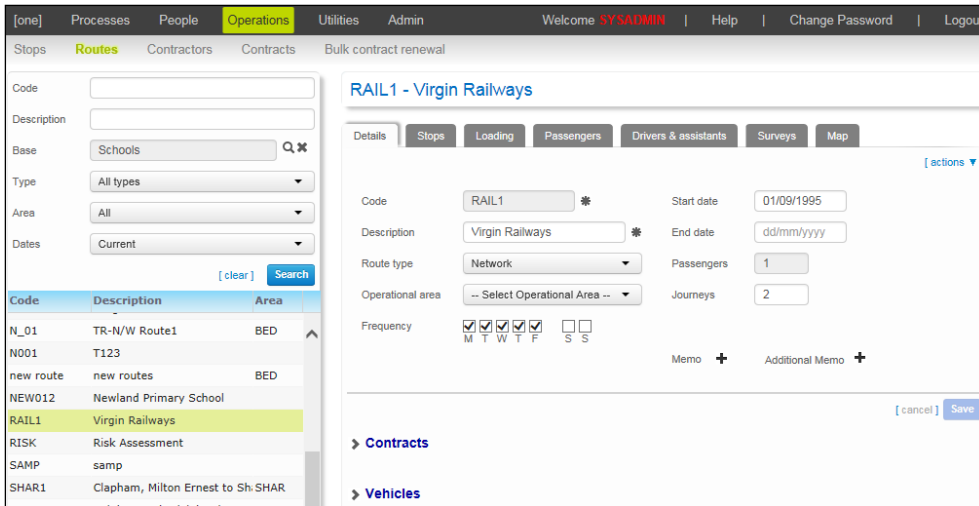 [one] Processes People Operations Utilities Admin Welcome SYSADMIN | Help | Change Password | Logou
Stops Routes Contractors Contracts Bulk contract renewal
Code
Description
Base Schools
Type All types
Area All
Dates Current
[ clear ] Search
Code Description Area
N_01 TR-N/W Route1 BED
N001 T123
new route new routes BED
NEW012 Newland Primary School
RAIL1 Virgin Railways
RISK Risk Assessment
SAMP samp
SHAR1 Clapham, Milton Ernest to Sh SHAR
RAIL1 - Virgin Railways
Details Stops Loading Passengers Drivers & assistants Surveys Map
[ actions ▼
Code RAIL1 Start date 01/09/1995
Description Virgin Railways End date dd/mm/yyyy
Route type Network Passengers 1
Operational area -- Select Operational Area -- Journeys 2
Frequency
M T W T F S S
Memo Additional Memo
[ cancel ] Save
Contracts
Vehicles